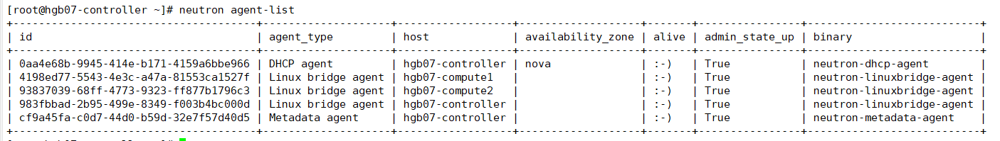 [root@hgb07-controller ~]# neutron agent-list
+--------------------------------------+--------------------+------------------+-------------------+-------+----------------+---------------------------+
| id                                   | agent_type         | host             | availability_zone | alive | admin_state_up | binary                    |
+--------------------------------------+--------------------+------------------+-------------------+-------+----------------+---------------------------+
| 0aa4e68b-9945-414e-b171-4159a6bbe966 | DHCP agent         | hgb07-controller | nova              | :-)   | True           | neutron-dhcp-agent        |
| 4198ed77-5543-4e3c-a47a-81553ca1527f | Linux bridge agent | hgb07-compute1   |                   | :-)   | True           | neutron-linuxbridge-agent |
| 93837039-68ff-4773-9323-ff877b1796c3 | Linux bridge agent | hgb07-compute2   |                   | :-)   | True           | neutron-linuxbridge-agent |
| 983fbbad-2b95-499e-8349-f003b4bc000d | Linux bridge agent | hgb07-controller |                   | :-)   | True           | neutron-linuxbridge-agent |
| cf9a45fa-c0d7-44d0-b59d-32e7f57d40d5 | Metadata agent     | hgb07-controller |                   | :-)   | True           | neutron-metadata-agent    |
+--------------------------------------+--------------------+------------------+-------------------+-------+----------------+---------------------------+